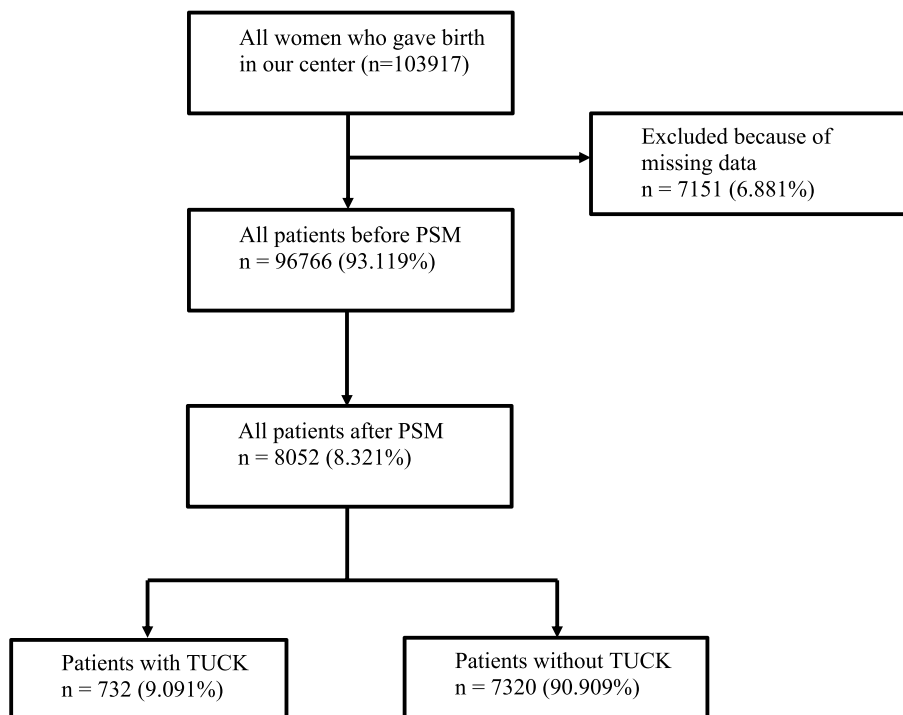 All women who gave birth
in our center (n=103917)
Excluded because of
missing data
n = 7151 (6.881%)
All patients before PSM
n = 96766 (93.119%)
All patients after PSM
n = 8052 (8.321%)
Patients with TUCK
n = 732 (9.091%)
Patients without TUCK
n = 7320 (90.909%)